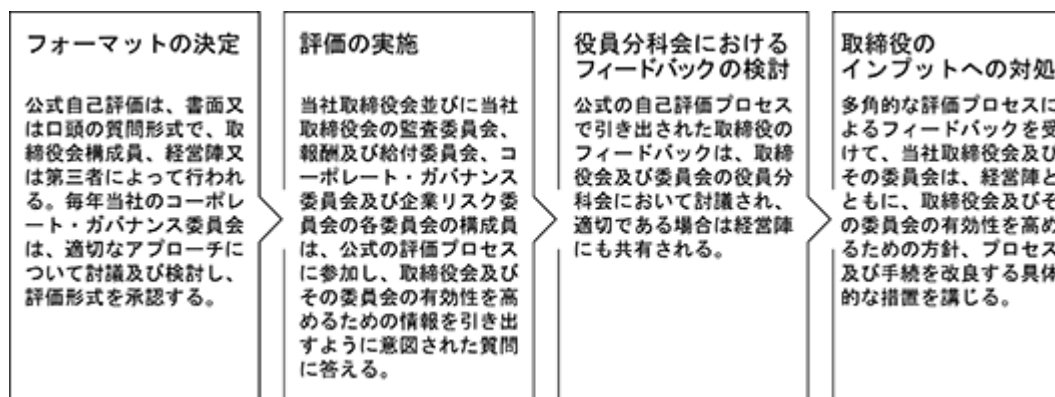 フォーマットの決定
公式自己評価は、書面又
は口頭の質問形式で、取
締役会構成員、経営陣又
は第三者によって行われ
る。毎年当社のコーポレ
ート・ガバナンス委員会
は、適切なアプローチに
ついて討議及び検討し、
評価形式を承認する。
評価の実施
当社取締役会並びに当社
取締役会の監査委員会、
報酬及び給付委員会、コ
ーポレート・ガバナンス
委員会及び企業リスク委
員会の各委員会の構成員
は、公式の評価プロセス
に参加し、取締役会及び
その委員会の有効性を高
めるための情報を引き出
すように意図された質問
に答える。
役員分科会における
フィードバックの検討
公式の自己評価プロセス
で引き出された取締役の
フィードバックは、取締
役会及び委員会の役員分
科会において討議され、
適切である場合は経営陣
にも共有される。
取締役の
インプットへの対処
多角的な評価プロセスに
よるフィードバックを受
けて、当社取締役会及び
その委員会は、経営陣と
ともに、取締役会及びそ
の委員会の有効性を高め
るための方針、プロセス
及び手続を改良する具体
的な措置を講じる。